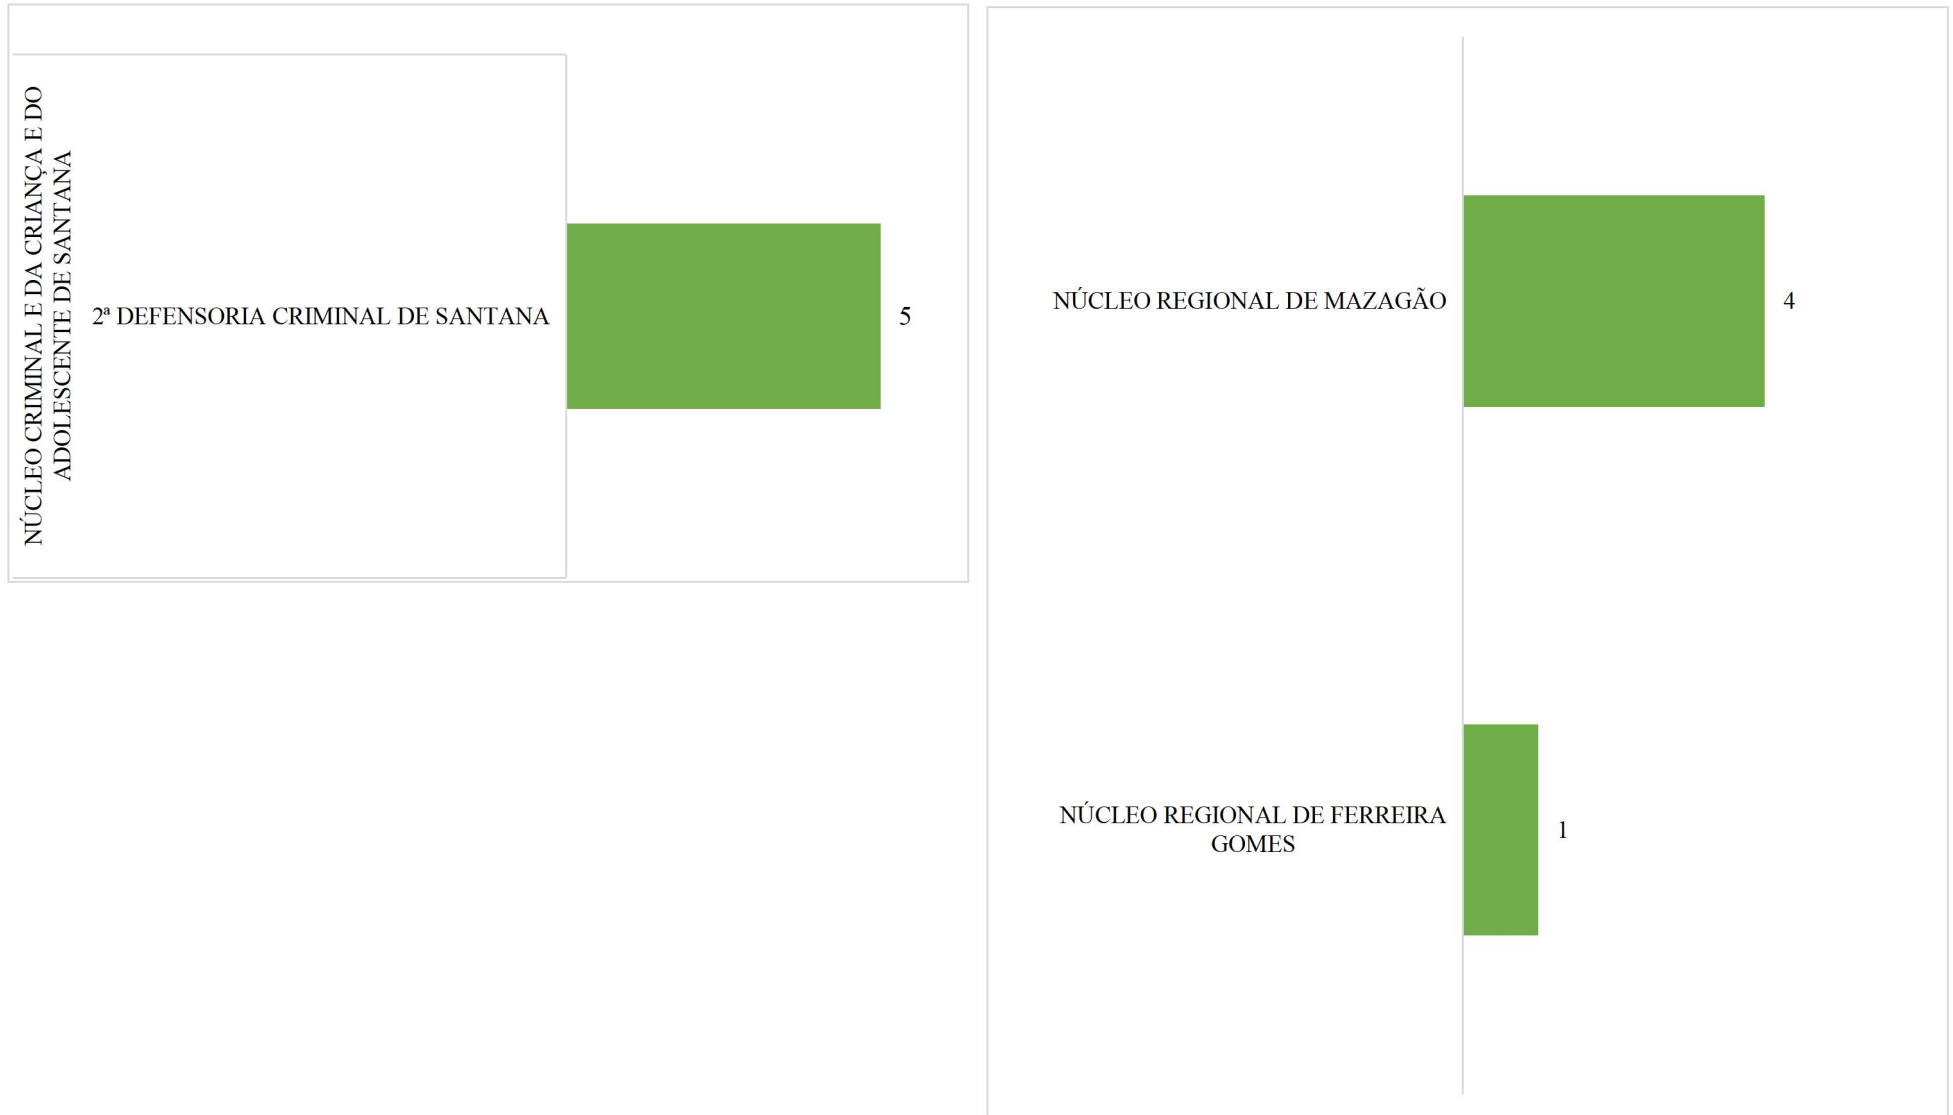 NÚCLEO CRIMINAL E DA CRIANÇA E DO
ADOLESCENTE DE SANTANA
2ª DEFENSORIA CRIMINAL DE SANTANA
5
NÚCLEO REGIONAL DE MAZAGÃO
4
NÚCLEO REGIONAL DE FERREIRA
GOMES
1